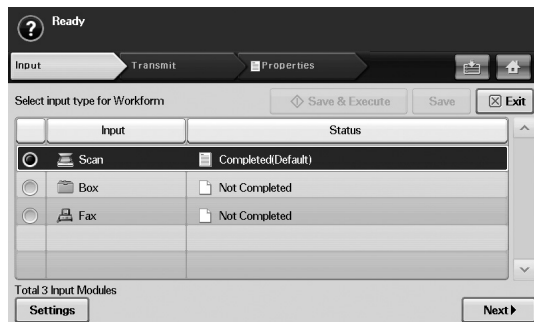 ? Ready
Input Transmit Properties
Select input type for Workform Save & Execute Save Exit
Input Status
Scan Completed(Default)
Box Not Completed
Fax Not Completed
Total 3 Input Modules
Settings Next